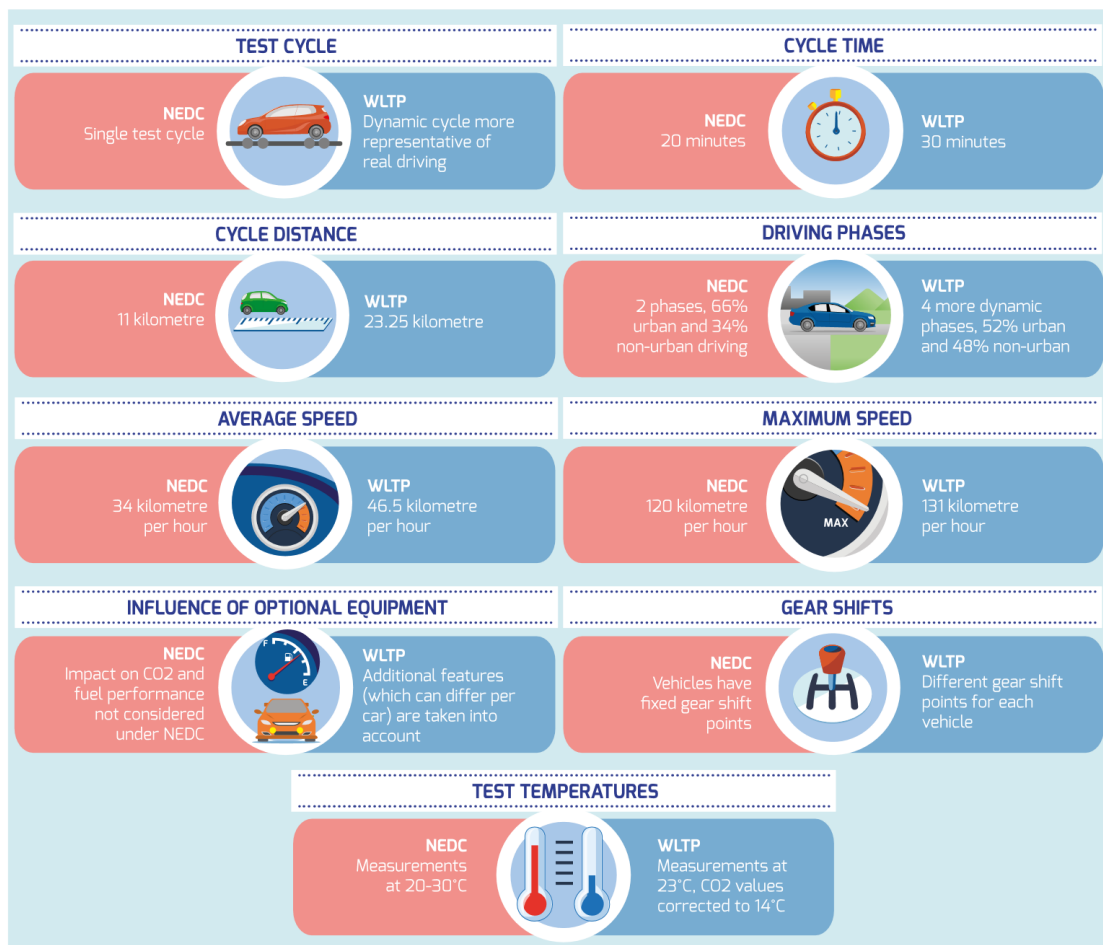 TEST CYCLE
NEDC
Single test cycle
WLTP
Dynamic cycle more
representative of
real driving
CYCLE TIME
NEDC
20 minutes
WLTP
30 minutes
CYCLE DISTANCE
NEDC
11 kilometre
WLTP
23.25 kilometre
DRIVING PHASES
NEDC
2 phases, 66%
urban and 34%
non-urban driving
WLTP
4 more dynamic
phases, 52% urban
and 48% non-urban
AVERAGE SPEED
NEDC
34 kilometre
per hour
WLTP
46.5 kilometre
per hour
MAXIMUM SPEED
NEDC
120 kilometre
per hour
MAX
WLTP
131 kilometre
per hour
INFLUENCE OF OPTIONAL EQUIPMENT
NEDC
Impact on CO2 and
fuel performance
not considered
under NEDC
F
E
WLTP
Additional features
(which can differ per
car) are taken into
account
GEAR SHIFTS
NEDC
Vehicles have
fixed gear shift
points
WLTP
Different gear shift
points for each
vehicle
TEST TEMPERATURES
NEDC
Measurements
at 20-30°C
WLTP
Measurements at
23°C, CO2 values
corrected to 14°C